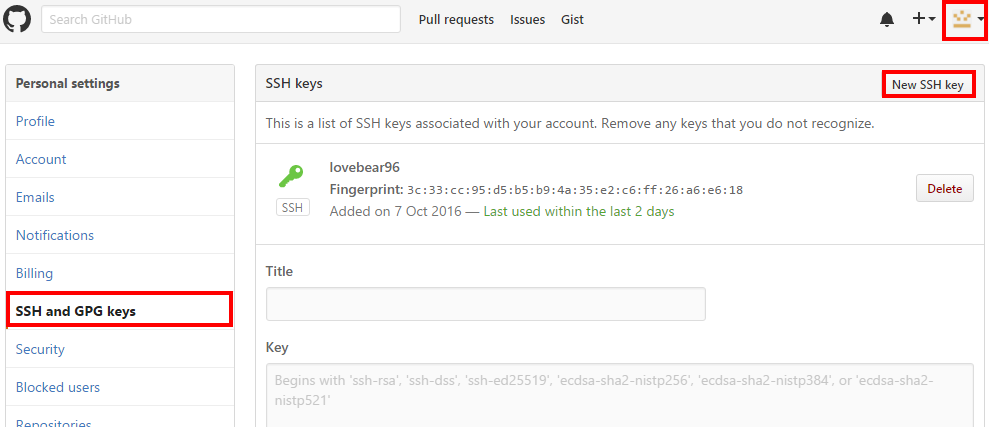 Search GitHub
Pull requests
Issues
Gist
Personal settings
Profile
Account
Emails
Notifications
Billing
SSH and GPG keys
Security
Blocked users
Repositories
SSH keys
New SSH key
This is a list of SSH keys associated with your account. Remove any keys that you do not recognize.
SSH
lovebear96
Fingerprint: 3c:33:cc:95:d5:b5:b9:4a:35:e2:c6:ff:26:a6:e6:18
Added on 7 Oct 2016 — Last used within the last 2 days
Delete
Title
Key
Begins with 'ssh-rsa', 'ssh-dss', 'ssh-ed25519', 'ecdsa-sha2-nistp256', 'ecdsa-sha2-nistp384', or 'ecdsa-sha2-
nistp521'